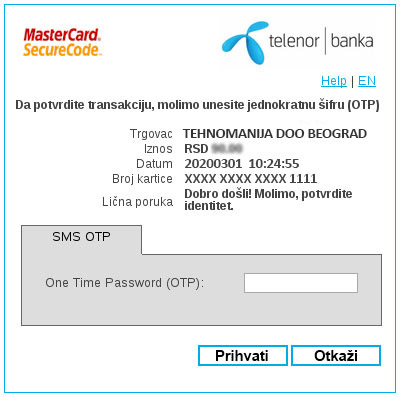 MasterCard.
SecureCode™
telenor | banka
Help | EN
Da potvrdite transakciju, molimo unesite jednokratnu šifru (OTP)
Trgovac TEHNOMANIJA DOO BEOGRAD
Iznos RSD
Datum 20200301 10:24:55
Broj kartice XXXX XXXX XXXX 1111
Lična poruka Dobro došli! Molimo, potvrdite
identitet.
SMS OTP
One Time Password (OTP):
Prihvati Otkaži